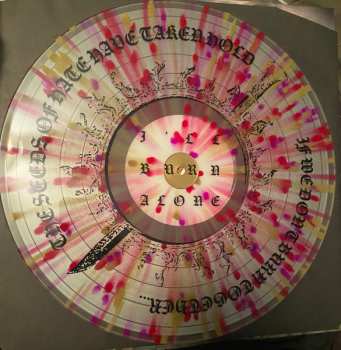 THE SEEDS OF HATE HAVE TAKEN HOLD
IF WE DON'T BURN TOGETHER...
I'LL
BURN
ALONE